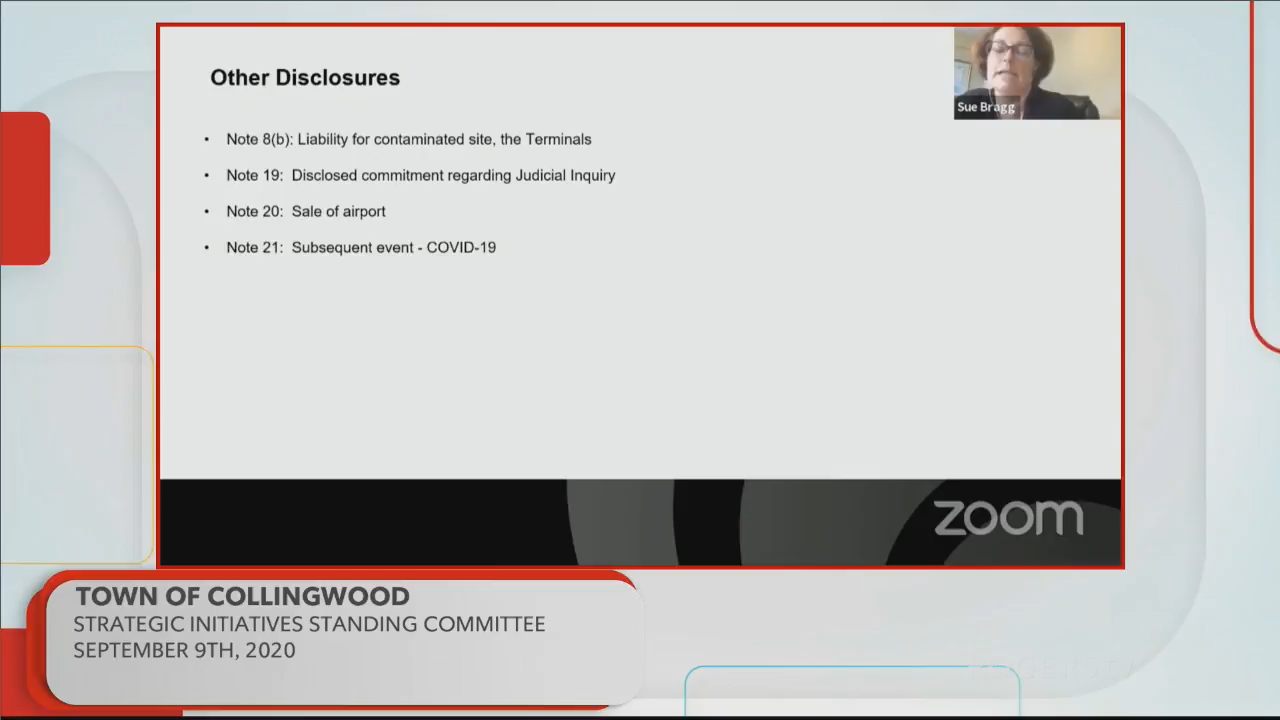 Other Disclosures
Sue Bragg
• Note 8(b): Liability for contaminated site, the Terminals
• Note 19: Disclosed commitment regarding Judicial Inquiry
• Note 20: Sale of airport
• Note 21: Subsequent event - COVID-19
zoom
TOWN OF COLLINGWOOD
STRATEGIC INITIATIVES STANDING COMMITTEE
SEPTEMBER 9TH, 2020